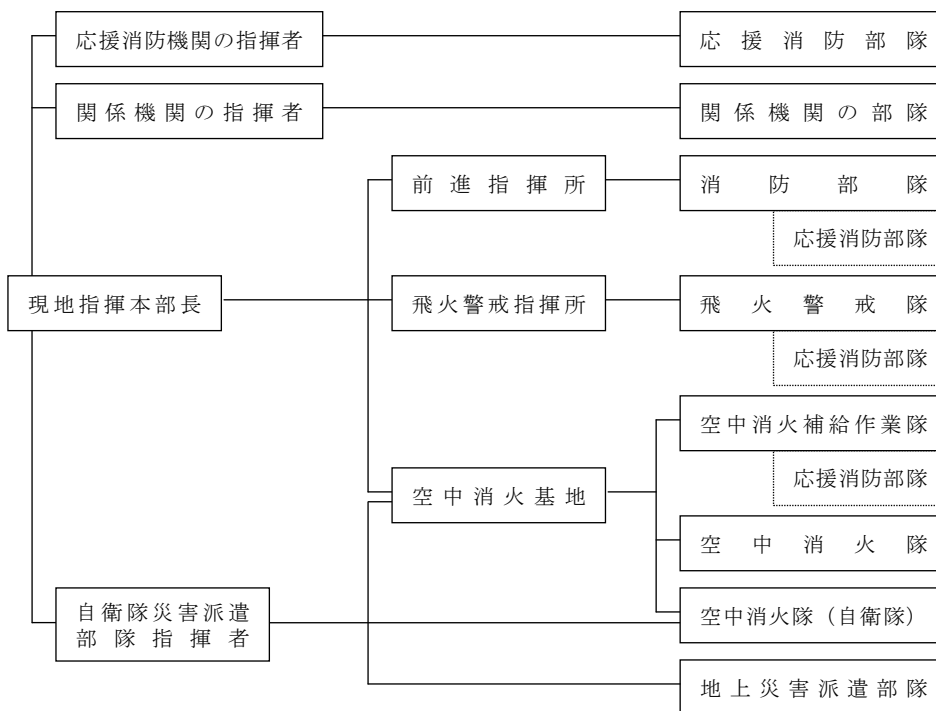 応援消防機関の指揮者
応援消防部隊
関係機関の指揮者
関係機関の部隊
前進指揮所
消防部隊
応援消防部隊
現地指揮本部長
飛火警戒指揮所
飛火警戒隊
応援消防部隊
空中消火補給作業隊
応援消防部隊
空中消火基地
空中消火隊
自衛隊災害派遣
部隊指揮者
空中消火隊（自衛隊）
地上災害派遣部隊